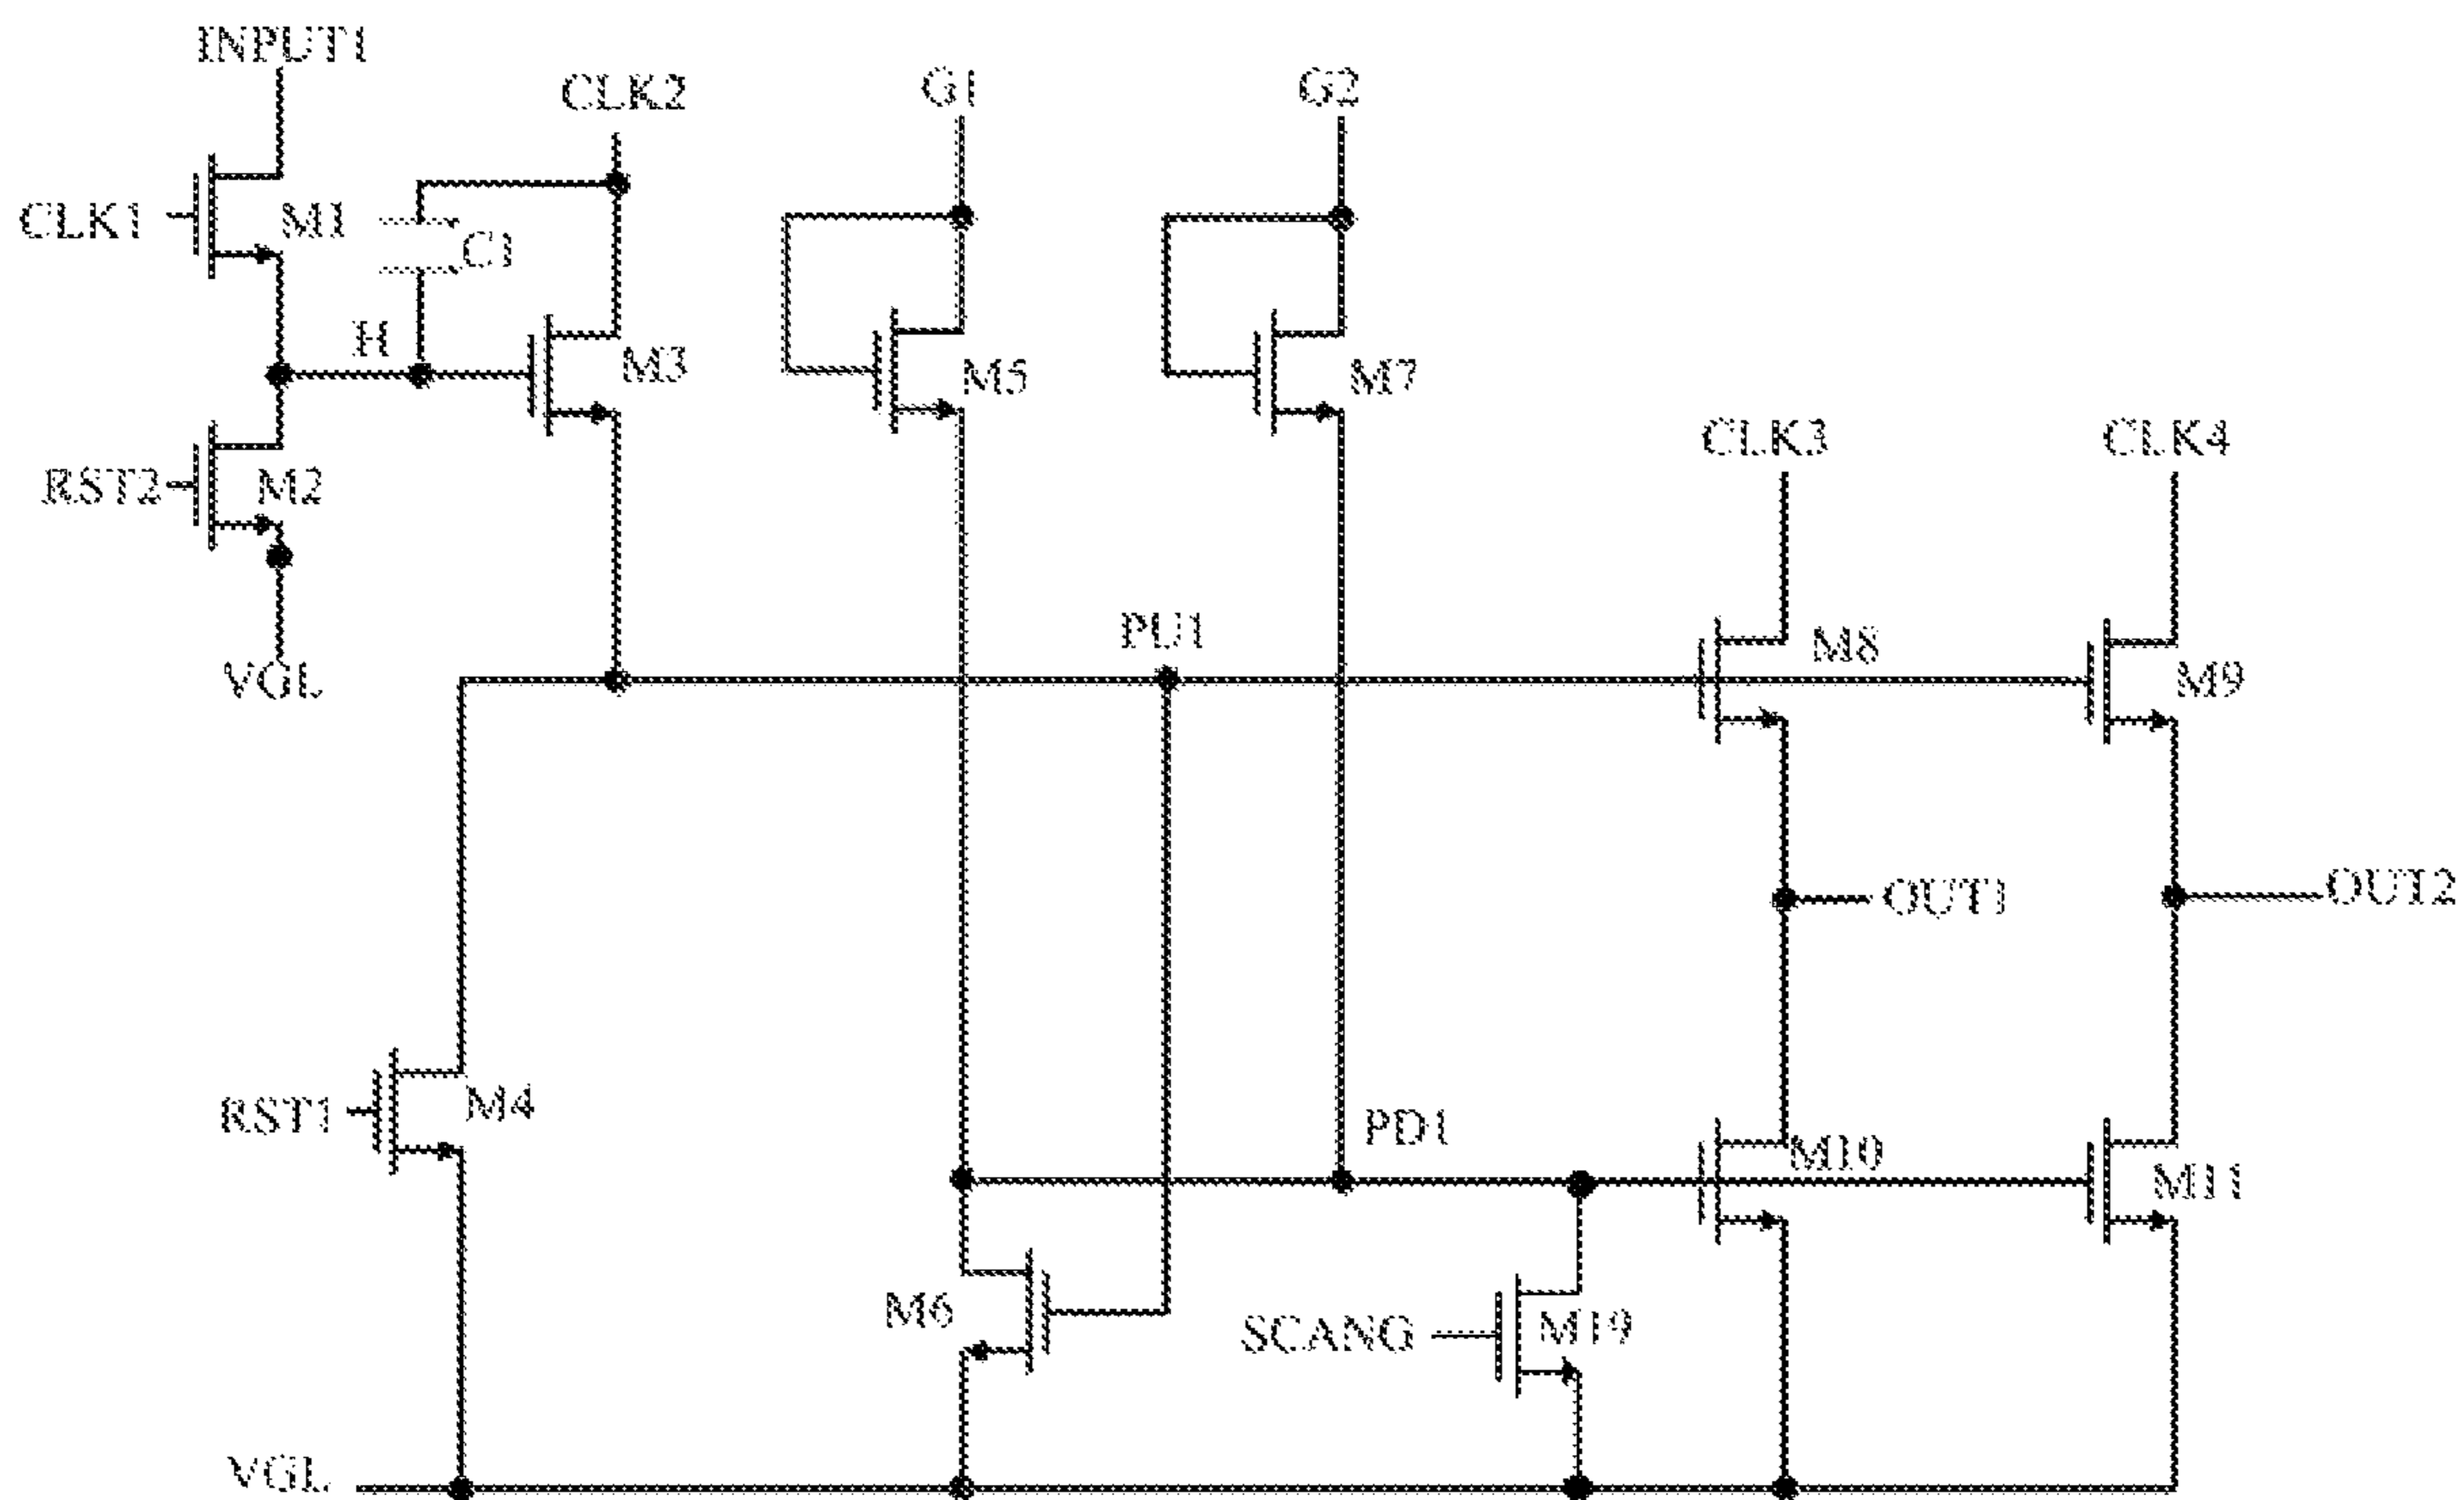 INPUT1
CLK2
G1
G2
CLK1
M1
C1
H
M3
M5
M7
CLK3
CLK4
RST2
M2
PU1
M8
VGL
M9
OUT1
OUT2
RST1
M4
PD1
M10
M11
M6
SCANG
M19
VGL